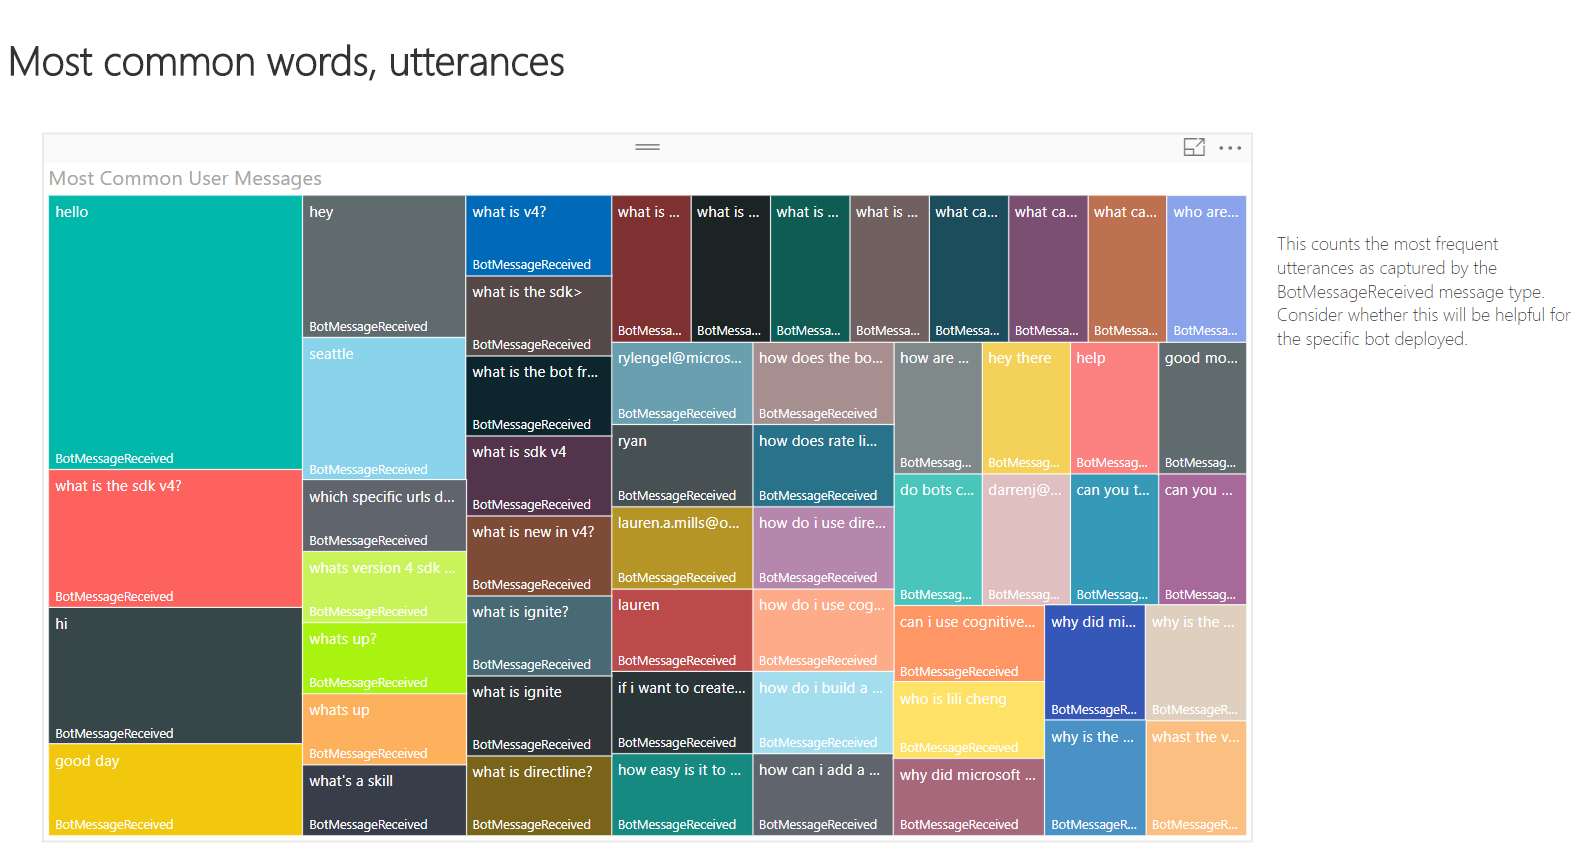 Most common words, utterances
Most Common User Messages
hello
BotMessageReceived
what is the sdk v4?
BotMessageReceived
hi
BotMessageReceived
good day
BotMessageReceived
hey
BotMessageReceived
seattle
BotMessageReceived
which specific urls d...
BotMessageReceived
whats version 4 sdk ...
BotMessageReceived
whats up?
BotMessageReceived
whats up
BotMessageReceived
what's a skill
BotMessageReceived
what is v4?
BotMessageReceived
what is the sdk>
BotMessageReceived
what is the bot fr...
BotMessageReceived
what is sdk v4
BotMessageReceived
what is new in v4?
BotMessageReceived
what is ignite?
BotMessageReceived
what is ignite
BotMessageReceived
what is directline?
BotMessageReceived
what is ...
BotMessa...
what is ...
BotMessa...
what is ...
BotMessa...
what is ...
BotMessa...
what ca...
BotMessa...
what ca...
BotMessa...
what ca...
BotMessa...
who are...
BotMessa...
rylengel@micros...
BotMessageReceived
ryan
BotMessageReceived
lauren.a.mills@o...
BotMessageReceived
lauren
BotMessageReceived
if i want to create...
BotMessageReceived
how easy is it to ...
BotMessageReceived
how does the bo...
BotMessageReceived
how does rate li...
BotMessageReceived
how do i use dire...
BotMessageReceived
how do i use cog...
BotMessageReceived
how do i build a ...
BotMessageReceived
how can i add a ...
BotMessageReceived
how are ...
BotMessag...
hey there
BotMessag...
help
BotMessag...
good mo...
BotMessag...
do bots c...
BotMessag...
darrenj@...
BotMessag...
can you t...
BotMessag...
can you ...
BotMessag...
can i use cognitive...
BotMessageReceived
who is lili cheng
BotMessageReceived
why did microsoft ...
BotMessageReceived
why did mi...
BotMessageR...
why is the ...
BotMessageR...
why is the ...
BotMessageR...
whast the v...
BotMessageR...
This counts the most frequent
utterances as captured by the
BotMessageReceived message type.
Consider whether this will be helpful for
the specific bot deployed.